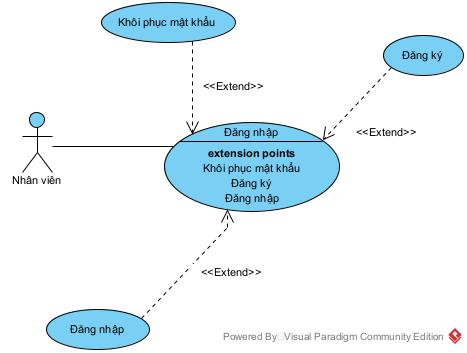 Khôi phục mật khẩu
Đăng ký
<<Extend>>
<<Extend>>
Đăng nhập
extension points
Khôi phục mật khẩu
Đăng ký
Đăng nhập
Nhân viên
<<Extend>>
Đăng nhập
Powered By Visual Paradigm Community Edition